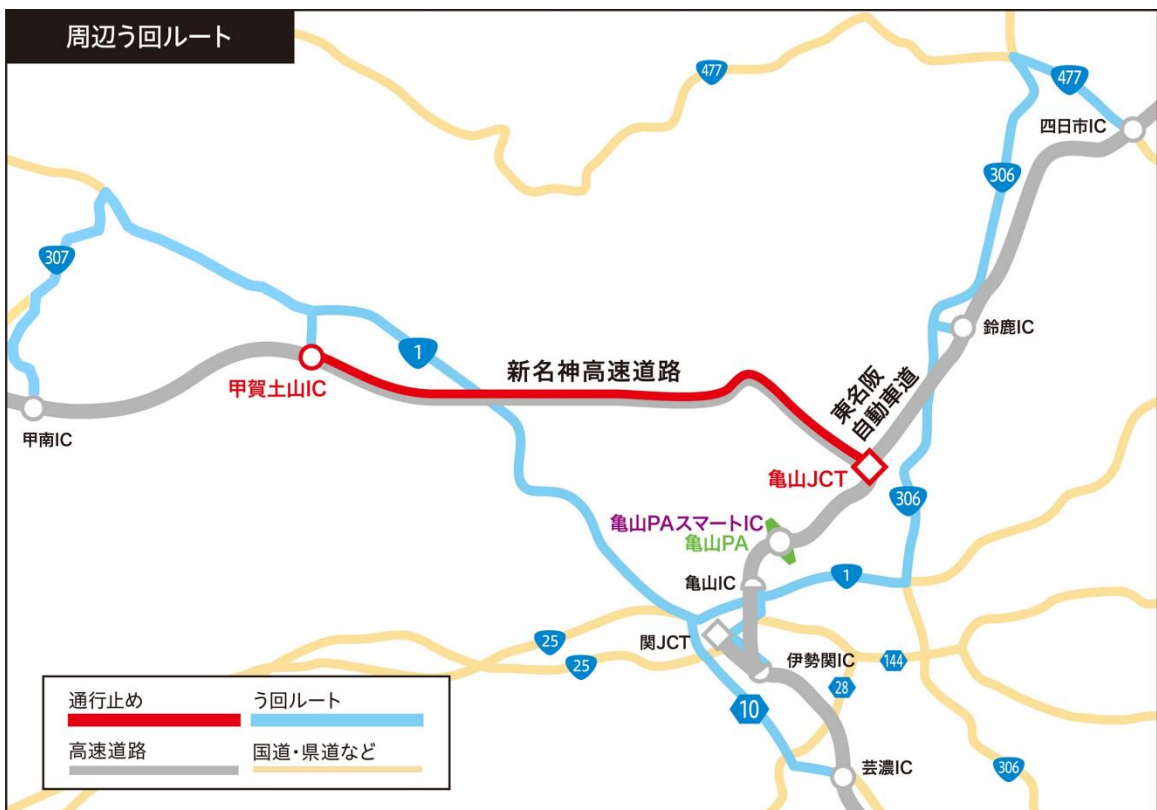 周辺う回ルート
477
477
四日市IC
306
307
鈴鹿IC
1
新名神高速道路
甲賀土山IC
東名阪
自動車道
甲南IC
亀山JCT
306
亀山PAスマートIC
亀山PA
亀山IC
1
関JCT
25
25
伊勢関IC
144
28
10
芸濃IC
306
通行止め
う回ルート
高速道路
国道・県道など